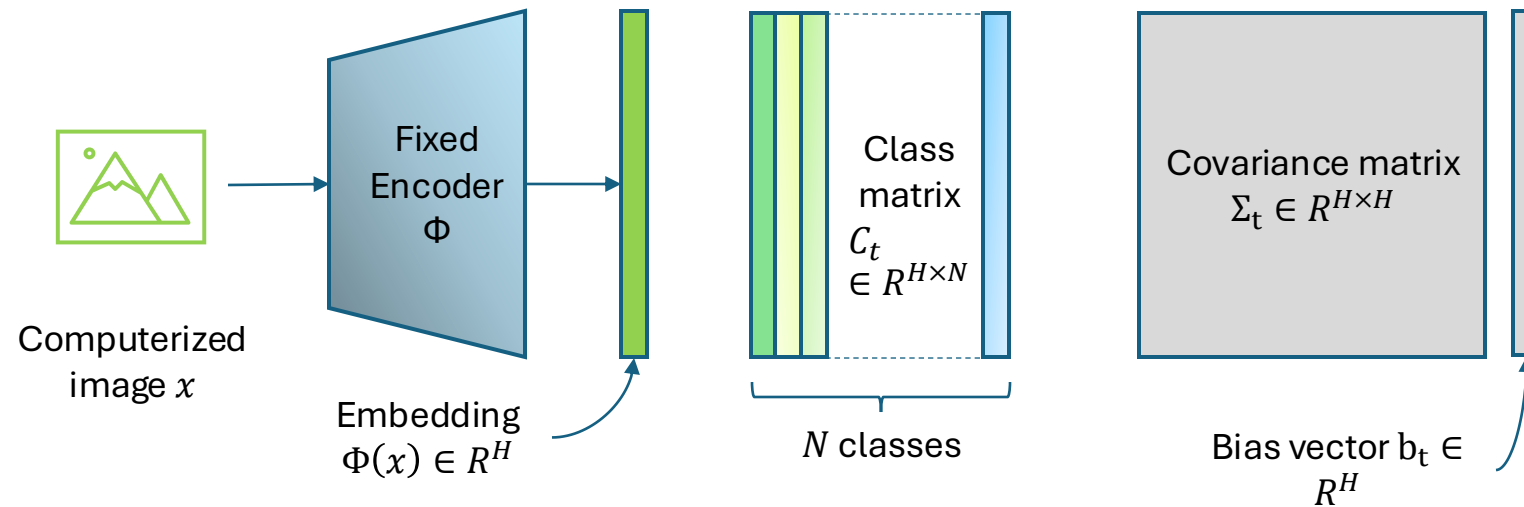 Computerized
image x
Fixed
Encoder
Φ
Embedding
Φ(x) ∈ R^H
Class
matrix
C_t
∈ R^{H×N}
N classes
Covariance matrix
Σ_t ∈ R^{H×H}
Bias vector b_t ∈
R^H